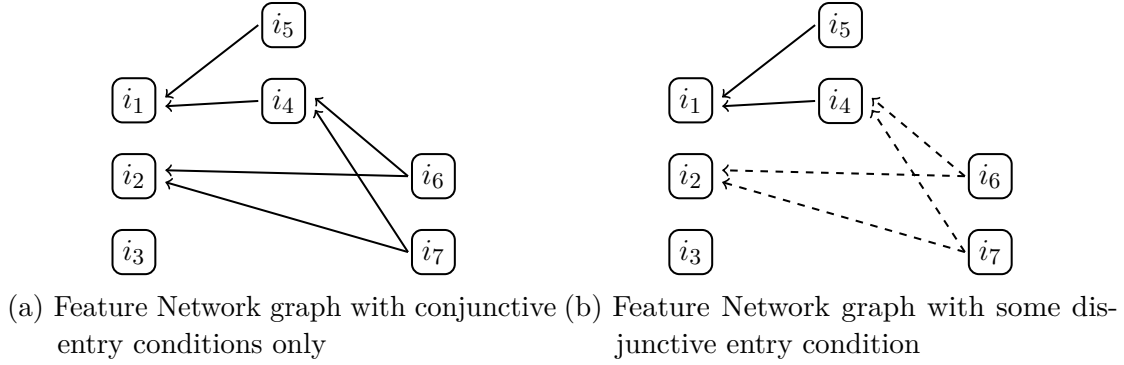 i5 i5
i1 i4 i1 i4
i2 i6 i2 i6
i3 i7 i3 i7
(a) Feature Network graph with conjunctive (b) Feature Network graph with some dis-
entry conditions only junctive entry condition